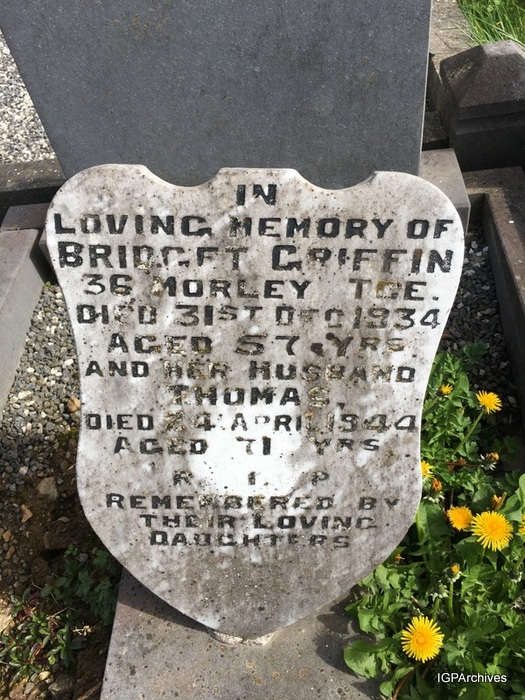 IN
LOVING MEMORY OF
BRIDGET GRIFFIN
36 MORLEY TCE.
DIED 31ST DEC 1934
AGED 57 YRS
AND HER HUSBAND
THOMAS,
DIED 24 APRIL 1944
AGED 71 YRS
R I P
REMEMBERED BY
THEIR LOVING
DAUGHTERS
IGPArchives